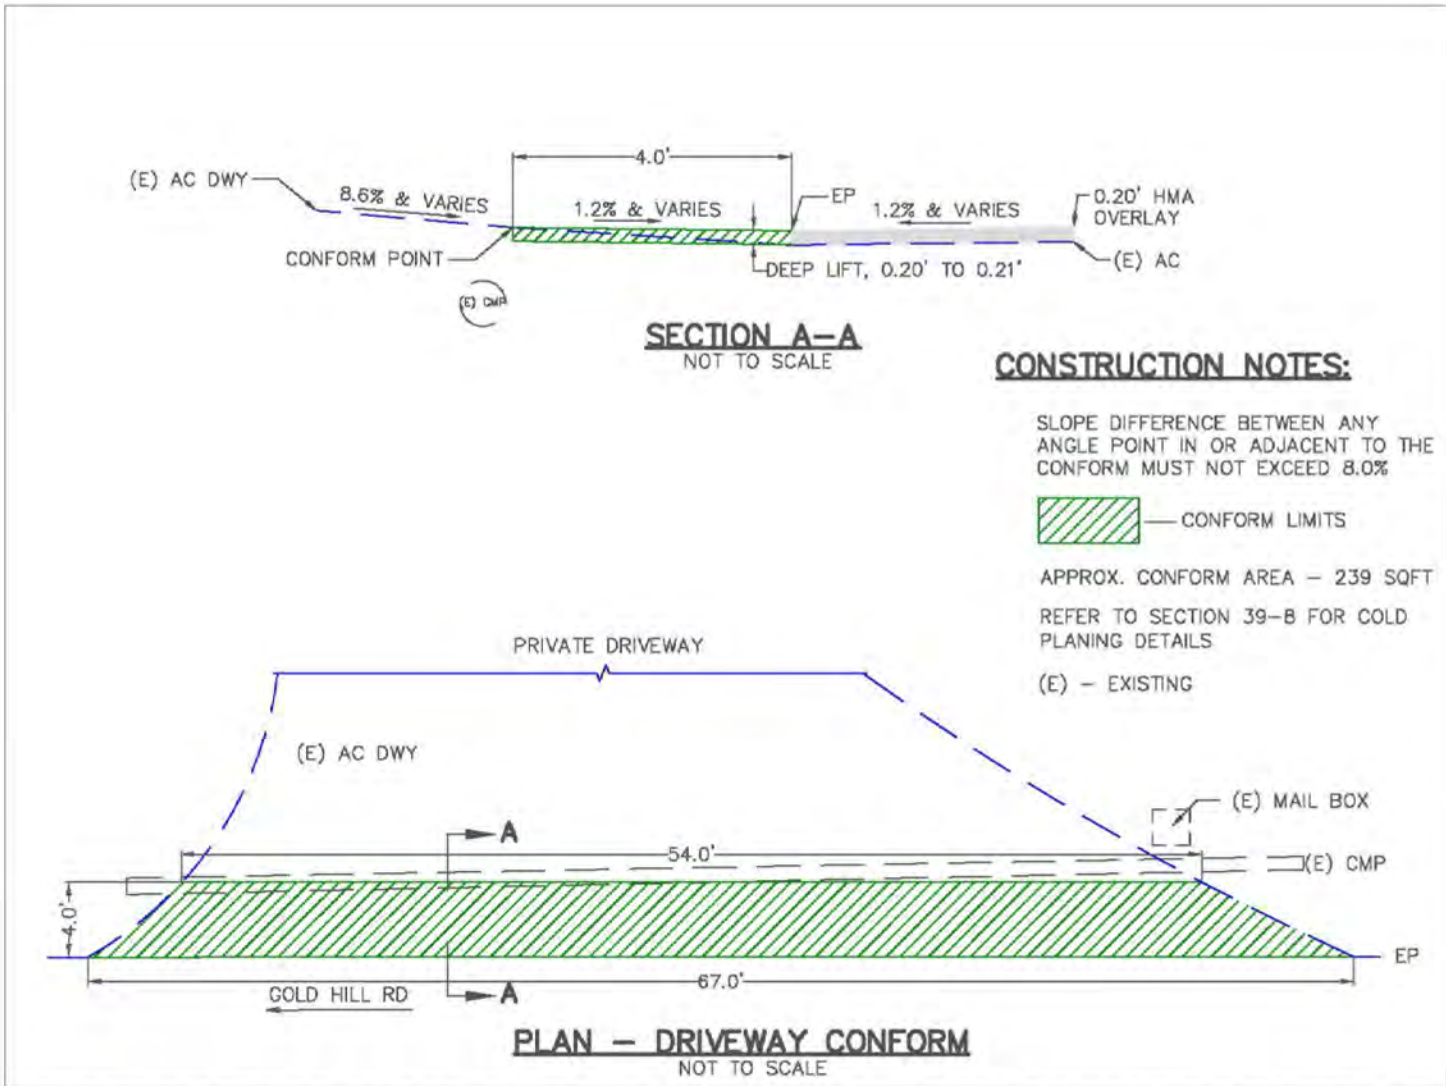 4.0'
(E) AC DWY
8.6% & VARIES
1.2% & VARIES
EP
1.2% & VARIES
0.20' HMA
OVERLAY
CONFORM POINT
DEEP LIFT, 0.20' TO 0.21'
(E) AC
(E) CMP
SECTION A-A
NOT TO SCALE
CONSTRUCTION NOTES:
SLOPE DIFFERENCE BETWEEN ANY
ANGLE POINT IN OR ADJACENT TO THE
CONFORM MUST NOT EXCEED 8.0%
CONFORM LIMITS
APPROX. CONFORM AREA - 239 SQFT
REFER TO SECTION 39-8 FOR COLD
PLANING DETAILS
(E) - EXISTING
PRIVATE DRIVEWAY
(E) AC DWY
(E) MAIL BOX
A
54.0'
(E) CMP
4.0'
EP
67.0'
GOLD HILL RD
A
PLAN - DRIVEWAY CONFORM
NOT TO SCALE